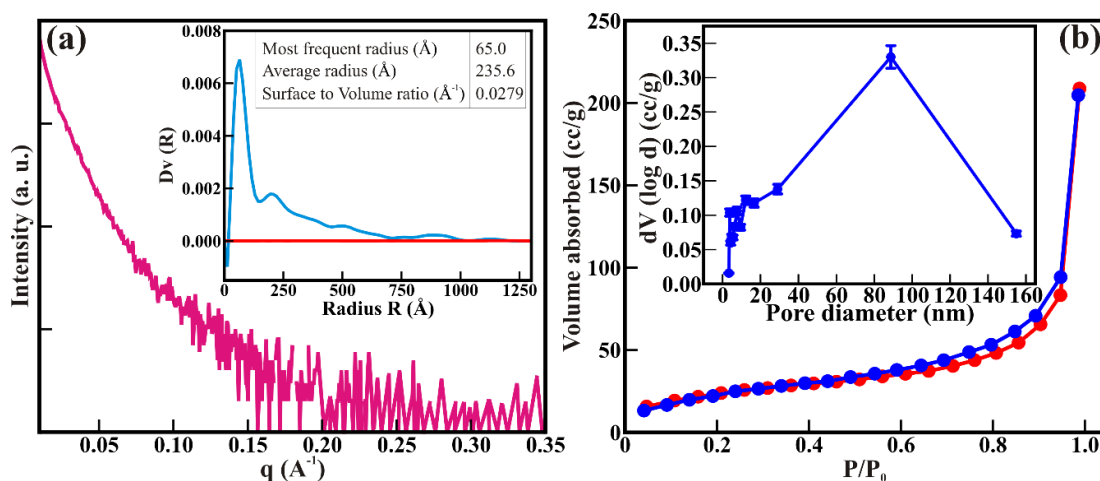 (a)
Intensity (a. u.)
0.05 0.10 0.15 0.20 0.25 0.30 0.35
q (A⁻¹)
Most frequent radius (Å) 65.0
Average radius (Å) 235.6
Surface to Volume ratio (Å⁻¹) 0.0279
Dv (R)
0.008
0.006
0.004
0.002
0.000
0 250 500 750 1000 1250
Radius R (Å)
(b)
Volume absorbed (cc/g)
250
200
150
100
50
0
0 0.2 0.4 0.6 0.8 1.0
P/P₀
dV (log d) (cc/g)
0.35
0.30
0.25
0.20
0.15
0.10
0.05
0.00
0 20 40 60 80 100 120 140 160
Pore diameter (nm)